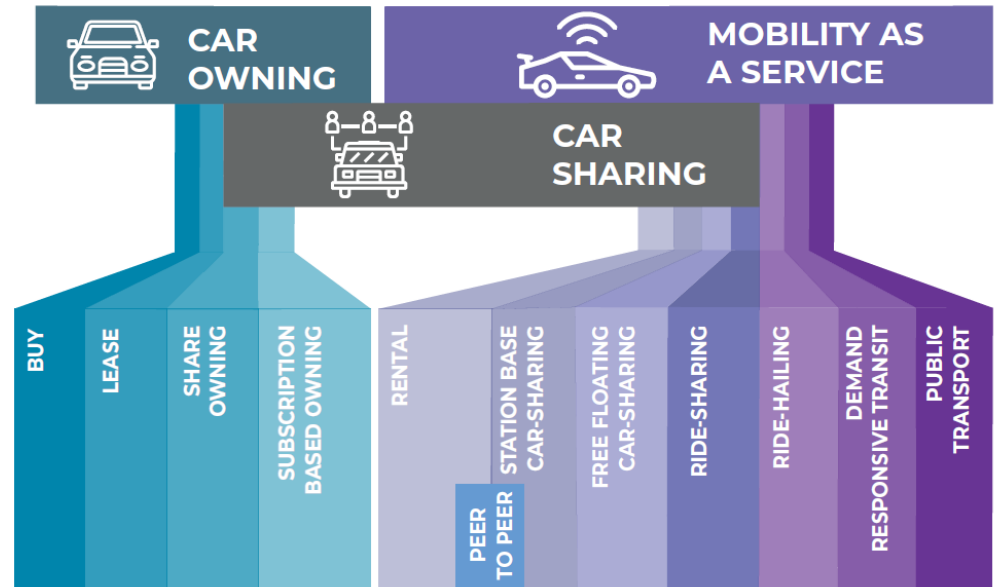 CAR
OWNING
MOBILITY AS
A SERVICE
CAR
SHARING
BUY
LEASE
SHARE
OWNING
SUBSCRIPTION
BASED OWNING
RENTAL
PEER
TO PEER
STATION BASE
CAR-SHARING
FREE FLOATING
CAR-SHARING
RIDE-SHARING
RIDE-HAILING
DEMAND
RESPONSIVE TRANSIT
PUBLIC
TRANSPORT